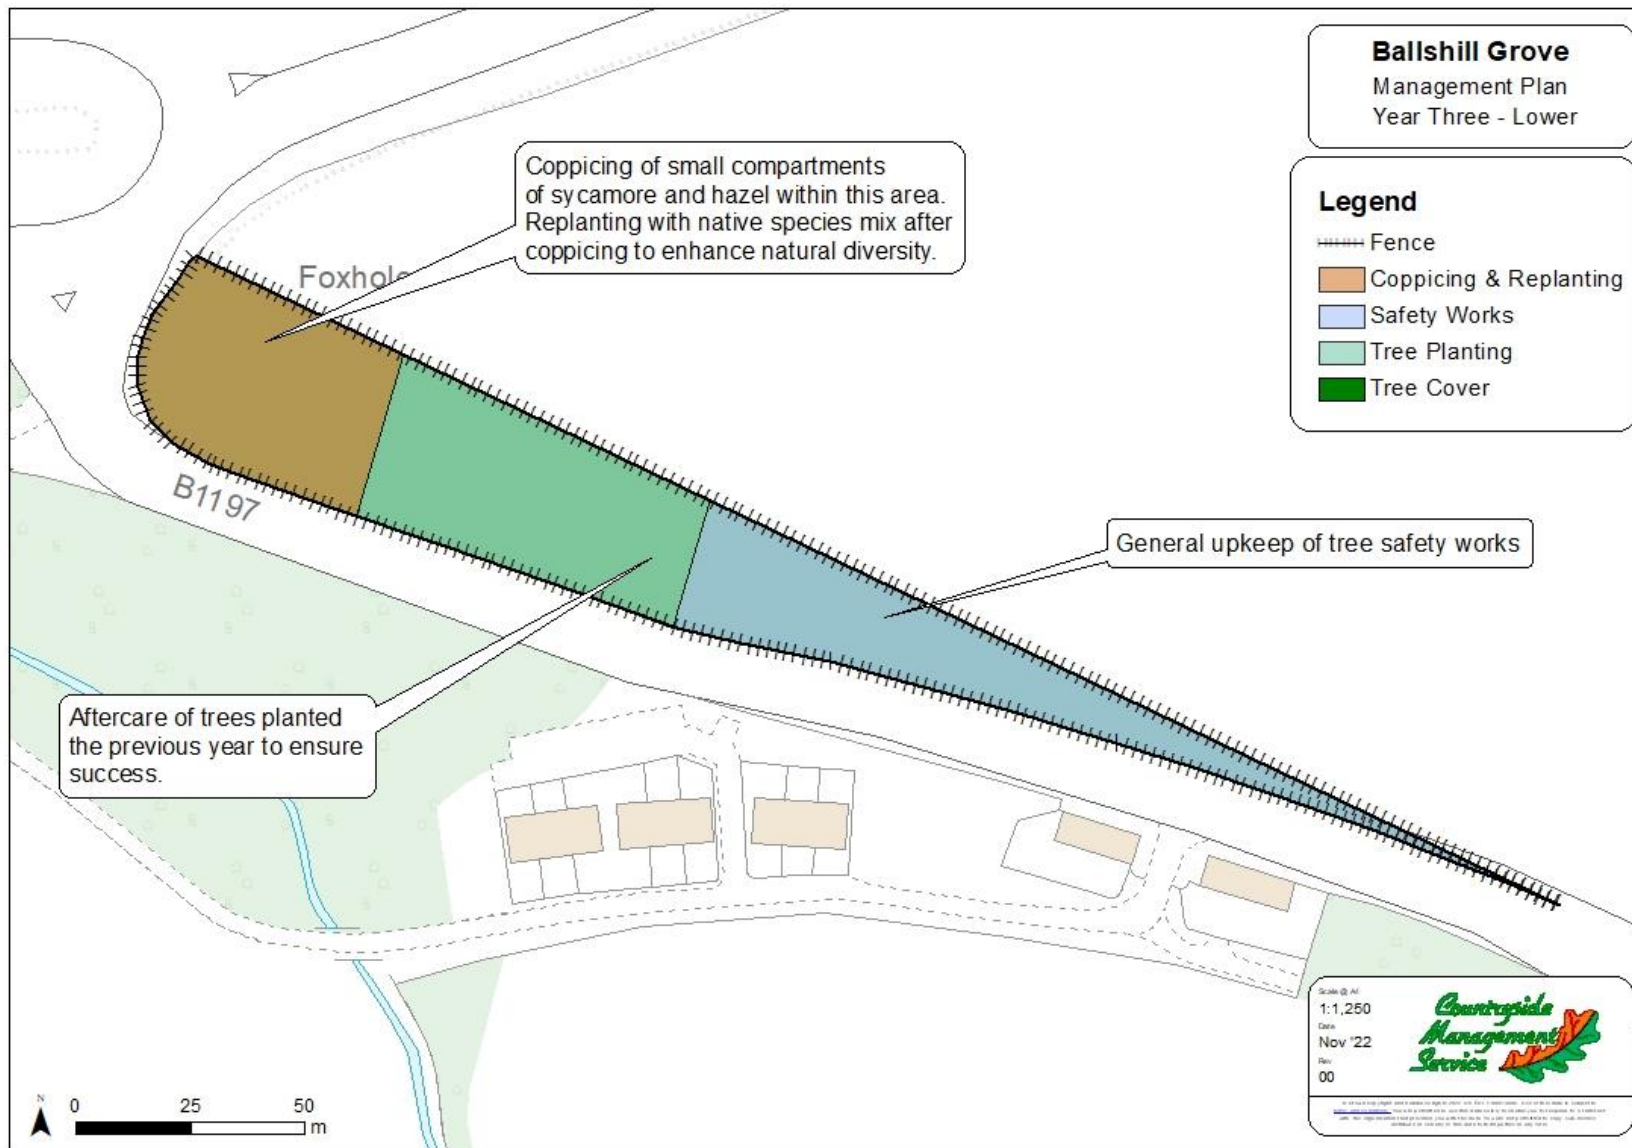 Ballshill Grove
Management Plan
Year Three - Lower
Legend
Fence
Coppicing & Replanting
Safety Works
Tree Planting
Tree Cover
Coppicing of small compartments
of sycamore and hazel within this area.
Replanting with native species mix after
coppicing to enhance natural diversity.
Foxhole
B1197
General upkeep of tree safety works
Aftercare of trees planted
the previous year to ensure
success.
N
0 25 50
m
Scale @ A4
1:1,250
Date
Nov '22
Rev
00
Countryside
Management
Service